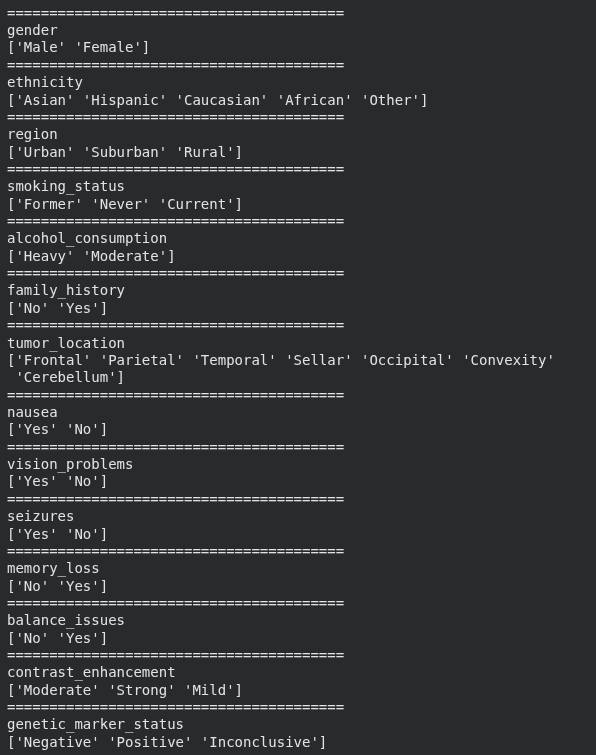 ========================================
gender
['Male' 'Female']
========================================
ethnicity
['Asian' 'Hispanic' 'Caucasian' 'African' 'Other']
========================================
region
['Urban' 'Suburban' 'Rural']
========================================
smoking_status
['Former' 'Never' 'Current']
========================================
alcohol_consumption
['Heavy' 'Moderate']
========================================
family_history
['No' 'Yes']
========================================
tumor_location
['Frontal' 'Parietal' 'Temporal' 'Sellar' 'Occipital' 'Convexity'
 'Cerebellum']
========================================
nausea
['Yes' 'No']
========================================
vision_problems
['Yes' 'No']
========================================
seizures
['Yes' 'No']
========================================
memory_loss
['No' 'Yes']
========================================
balance_issues
['No' 'Yes']
========================================
contrast_enhancement
['Moderate' 'Strong' 'Mild']
========================================
genetic_marker_status
['Negative' 'Positive' 'Inconclusive']